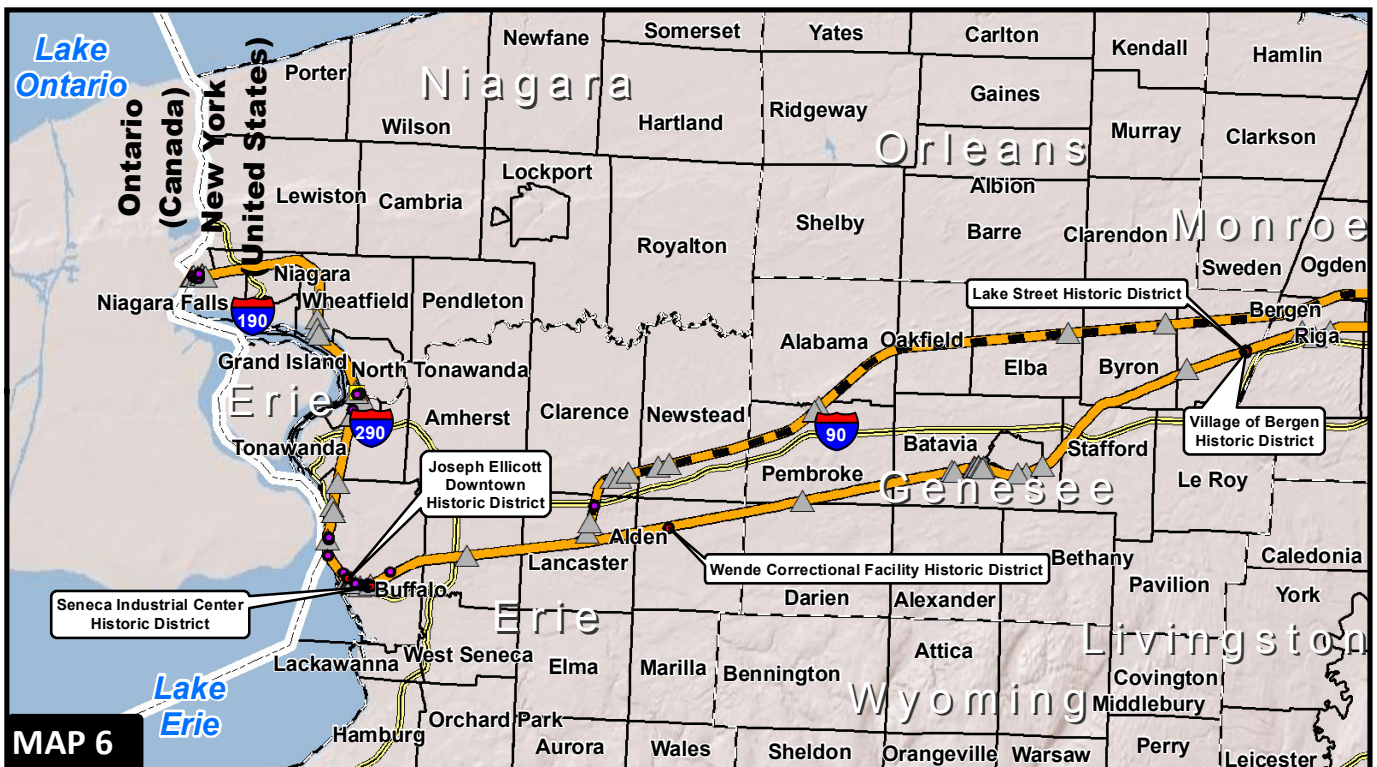 Lake
Ontario
Ontario
(Canada)
New York
(United States)
Porter
Newfane
Somerset
Yates
Carlton
Kendall
Hamlin
Niagara
Wilson
Hartland
Ridgeway
Gaines
Murray
Clarkson
Orleans
Lewiston
Cambria
Lockport
Royalton
Shelby
Albion
Barre
Clarendon
Monroe
Sweden
Ogden
Niagara
Niagara Falls
190
Wheatfield
Pendleton
Lake Street Historic District
Bergen
Riga
Grand Island
North Tonawanda
Alabama
Oakfield
Elba
Byron
Erie
290
Amherst
Clarence
Newstead
90
Village of Bergen
Historic District
Tonawanda
Batavia
Stafford
Joseph Ellicott
Downtown
Historic District
Pembroke
Genesee
Le Roy
Alden
Lancaster
Wende Correctional Facility Historic District
Bethany
Caledonia
Buffalo
Seneca Industrial Center
Historic District
Darien
Alexander
Pavilion
York
Erie
Livingston
Lackawanna
West Seneca
Elma
Marilla
Bennington
Attica
Wyoming
Covington
Middlebury
Lake
Erie
Hamburg
Orchard Park
Aurora
Wales
Sheldon
Orangeville
Warsaw
Perry
Leicester
MAP 6